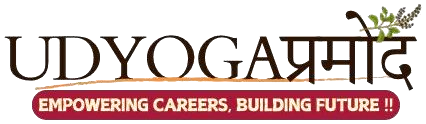 UDYOGAप्रमोद
EMPOWERING CAREERS, BUILDING FUTURE !!